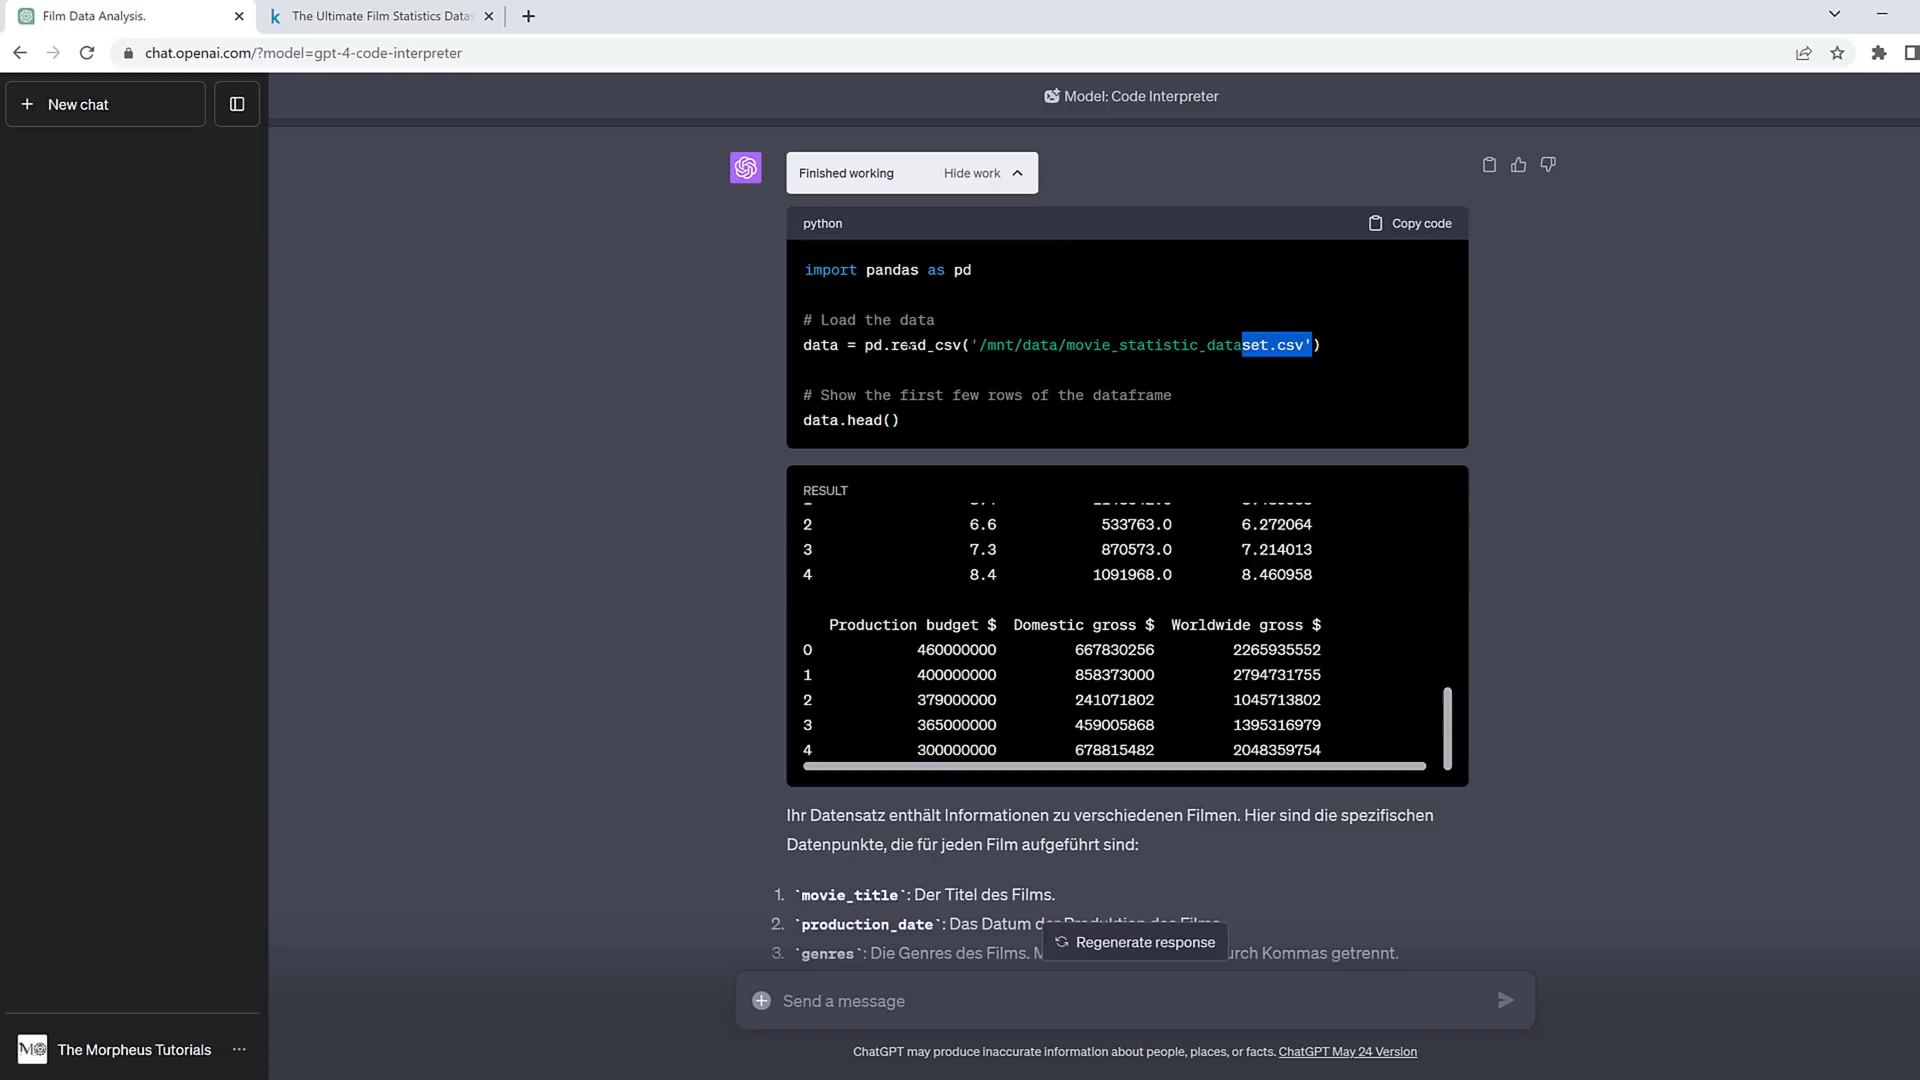 Film Data Analysis.
The Ultimate Film Statistics Datas
chat.openai.com/?model=gpt-4-code-interpreter
New chat
Model: Code Interpreter
Finished working Hide work
python Copy code
import pandas as pd
# Load the data
data = pd.read_csv('/mnt/data/movie_statistic_dataset.csv')
# Show the first few rows of the dataframe
data.head()
RESULT
2 6.6 533763.0 6.272064
3 7.3 870573.0 7.214013
4 8.4 1091968.0 8.460958
Production budget $ Domestic gross $ Worldwide gross $
0 460000000 667830256 2265935552
1 400000000 858373000 2794731755
2 379000000 241071802 1045713802
3 365000000 459005868 1395316979
4 300000000 678815482 2048359754
Ihr Datensatz enthält Informationen zu verschiedenen Filmen. Hier sind die spezifischen
Datenpunkte, die für jeden Film aufgeführt sind:
1. `movie_title`: Der Titel des Films.
2. `production_date`: Das Datum der Produktion des Films.
3. `genres`: Die Genres des Films. durch Kommas getrennt.
Regenerate response
Send a message
The Morpheus Tutorials
ChatGPT may produce inaccurate information about people, places, or facts. ChatGPT May 24 Version